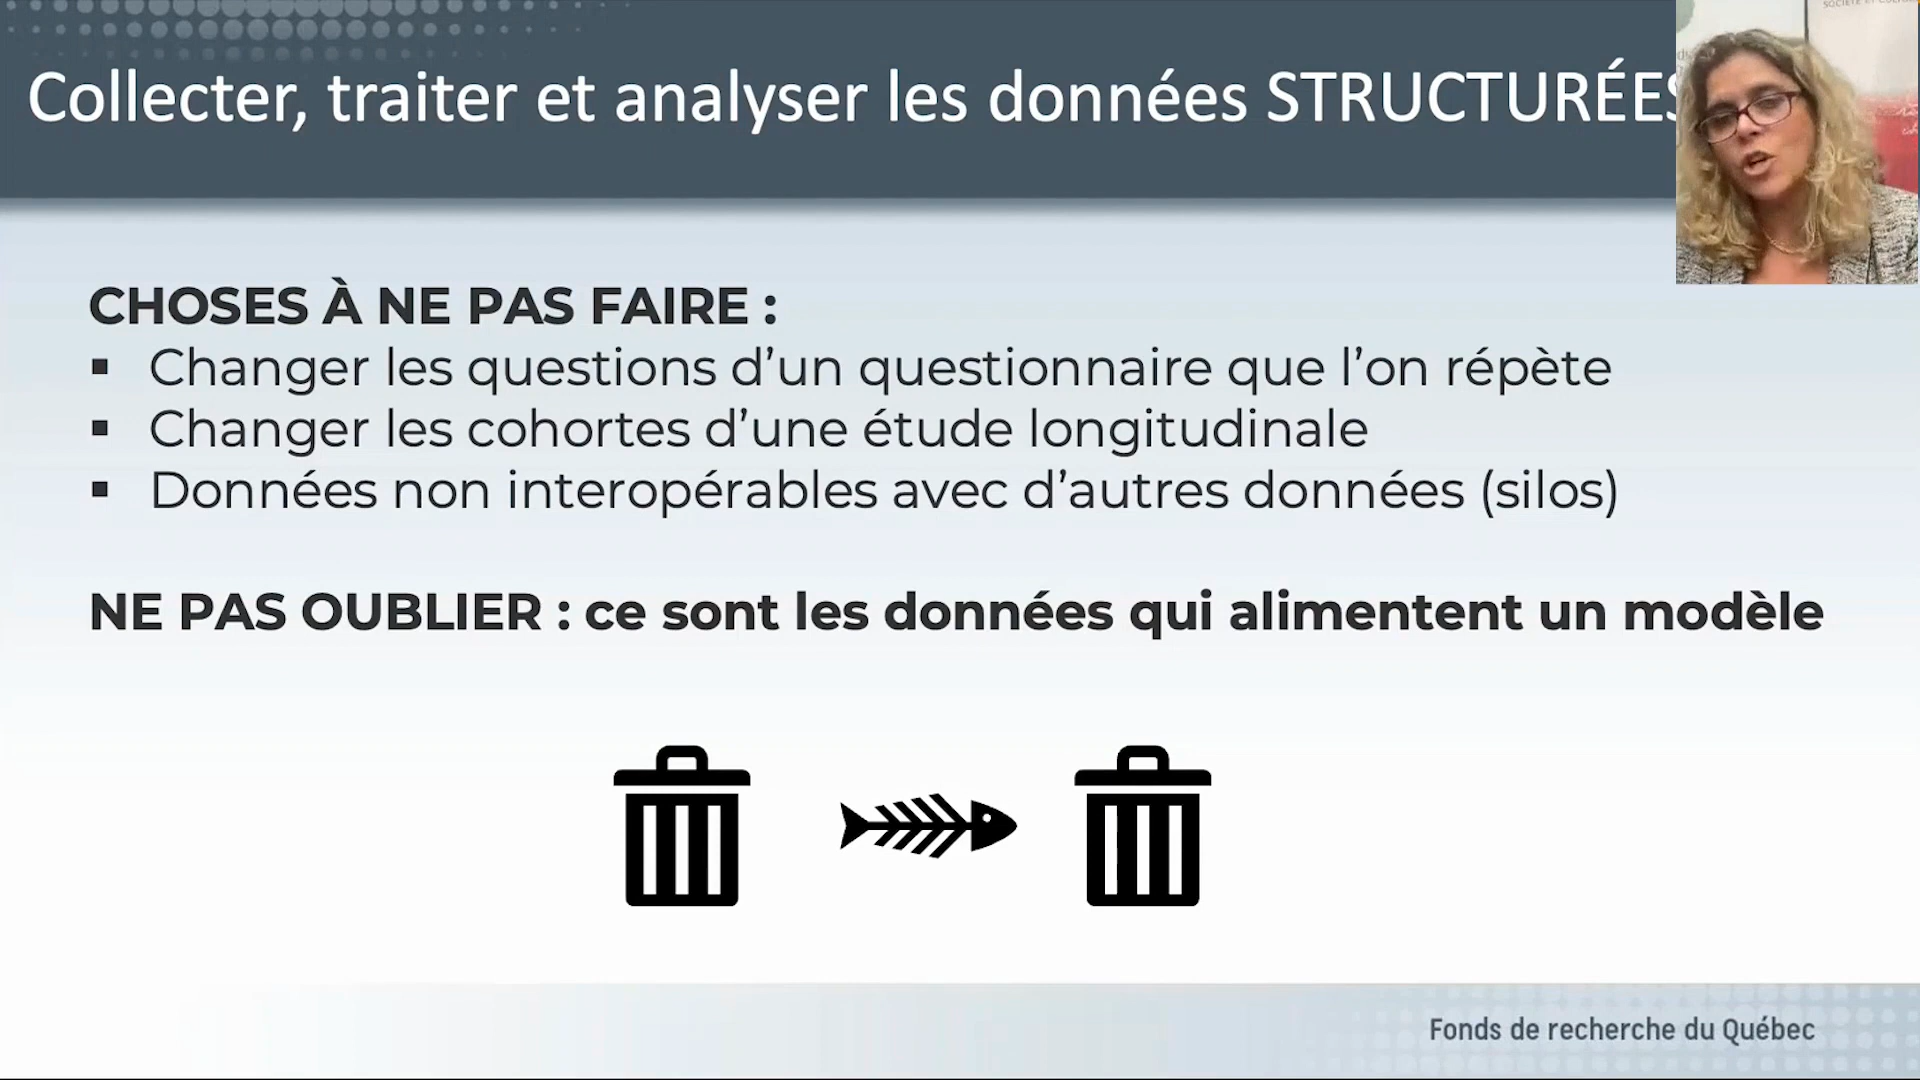 Collecter, traiter et analyser les données STRUCTURÉES
CHOSES À NE PAS FAIRE :
▪ Changer les questions d’un questionnaire que l’on répète
▪ Changer les cohortes d’une étude longitudinale
▪ Données non interopérables avec d’autres données (silos)
NE PAS OUBLIER : ce sont les données qui alimentent un modèle
Fonds de recherche du Québec